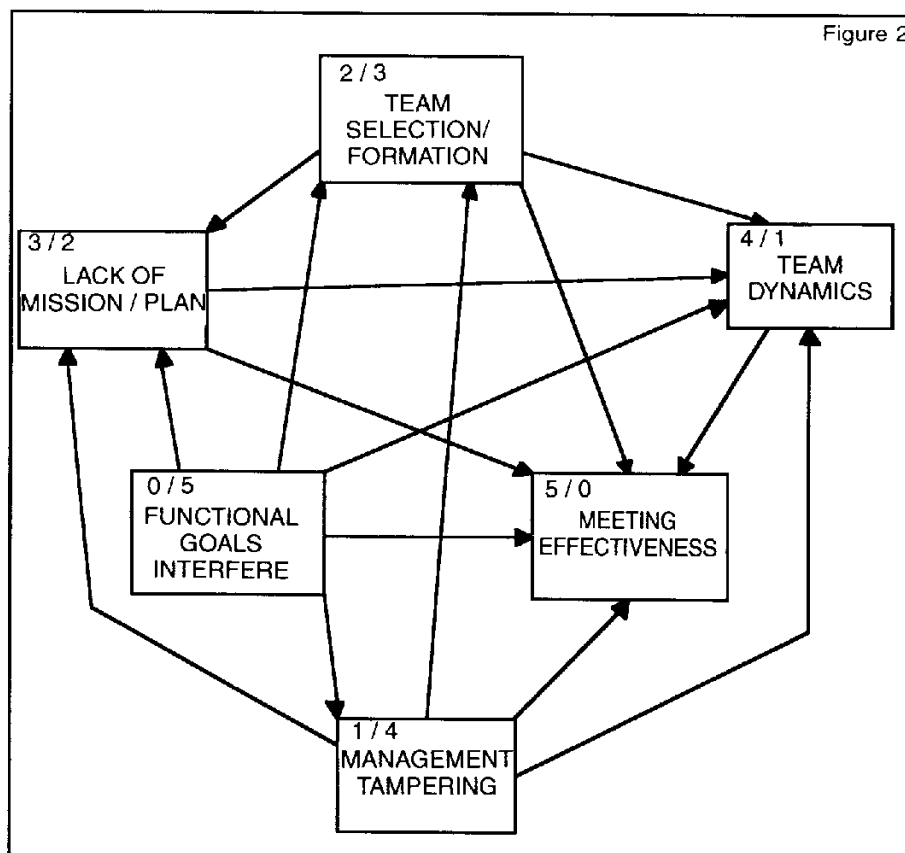 Figure 2
2 / 3
TEAM
SELECTION/
FORMATION
3 / 2
LACK OF
MISSION / PLAN
4 / 1
TEAM
DYNAMICS
0 / 5
FUNCTIONAL
GOALS
INTERFERE
5 / 0
MEETING
EFFECTIVENESS
1 / 4
MANAGEMENT
TAMPERING